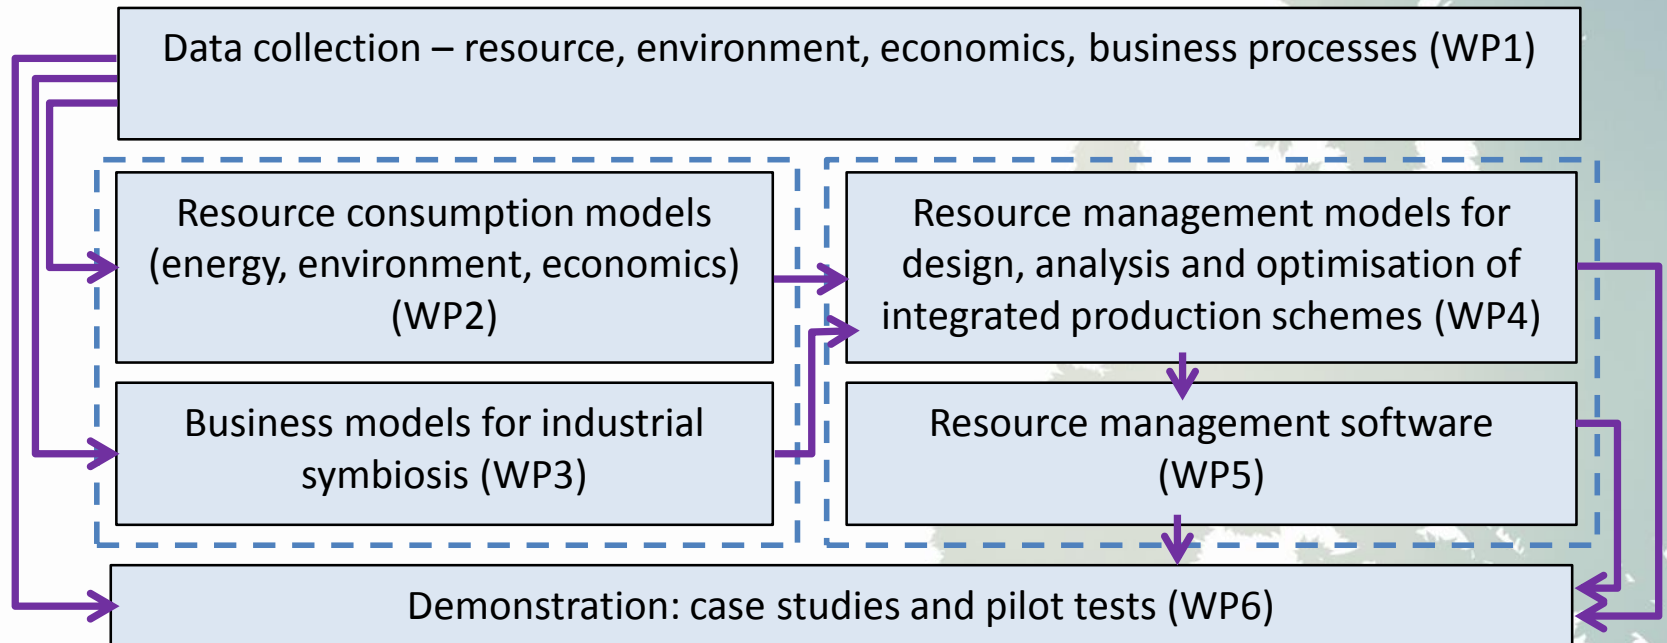 Data collection – resource, environment, economics, business processes (WP1)
Resource consumption models
(energy, environment, economics)
(WP2)
Resource management models for
design, analysis and optimisation of
integrated production schemes (WP4)
Business models for industrial
symbiosis (WP3)
Resource management software
(WP5)
Demonstration: case studies and pilot tests (WP6)